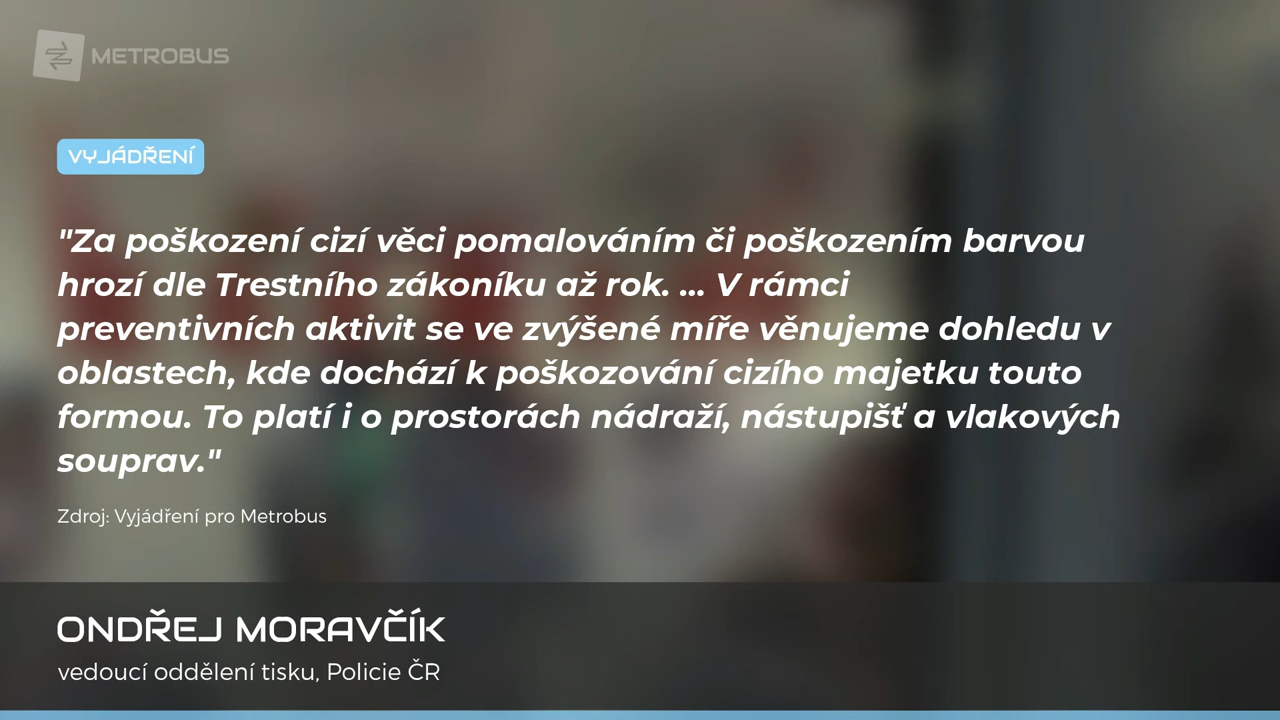 METROBUS
VYJÁDŘENÍ
"Za poškození cizí věci pomalováním či poškozením barvou
hrozí dle Trestního zákoníku až rok. ... V rámci
preventivních aktivit se ve zvýšené míře věnujeme dohledu v
oblastech, kde dochází k poškozování cizího majetku touto
formou. To platí i o prostorách nádraží, nástupišť a vlakových
souprav."
Zdroj: Vyjádření pro Metrobus
ONDŘEJ MORAVČÍK
vedoucí oddělení tisku, Policie ČR